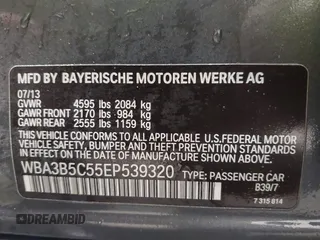 MFD BY BAYERISCHE MOTOREN WERKE AG
07/13
GVWR 4595 lbs 2084 kg
GAWR FRONT 2170 lbs 984 kg
GAWR REAR 2555 lbs 1159 kg
THIS VEHICLE CONFORMS TO ALL APPLICABLE U.S. FEDERAL MOTOR
VEHICLE SAFETY, BUMPER AND THEFT PREVENTION STANDARDS
IN EFFECT ON THE DATE OF MANUFACTURE SHOWN ABOVE.
WBA3B5C55EP539320 TYPE: PASSENGER CAR
B39/7
7 315 814
DREAMBID